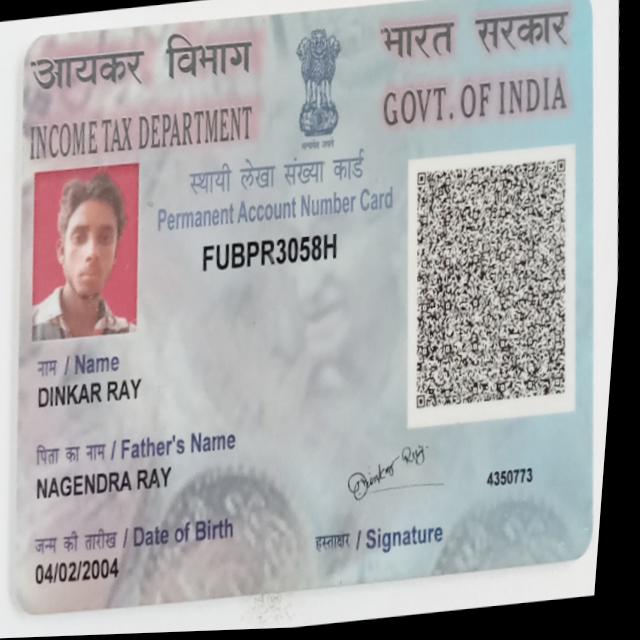 आयकर विभाग
भारत सरकार
INCOME TAX DEPARTMENT
GOVT. OF INDIA
सत्यमेव जयते
स्थायी लेखा संख्या कार्ड
Permanent Account Number Card
FUBPR3058H
नाम / Name
DINKAR RAY
पिता का नाम / Father's Name
NAGENDRA RAY
Dinkar Ray.
4350773
जन्म की तारीख / Date of Birth
04/02/2004
हस्ताक्षर / Signature